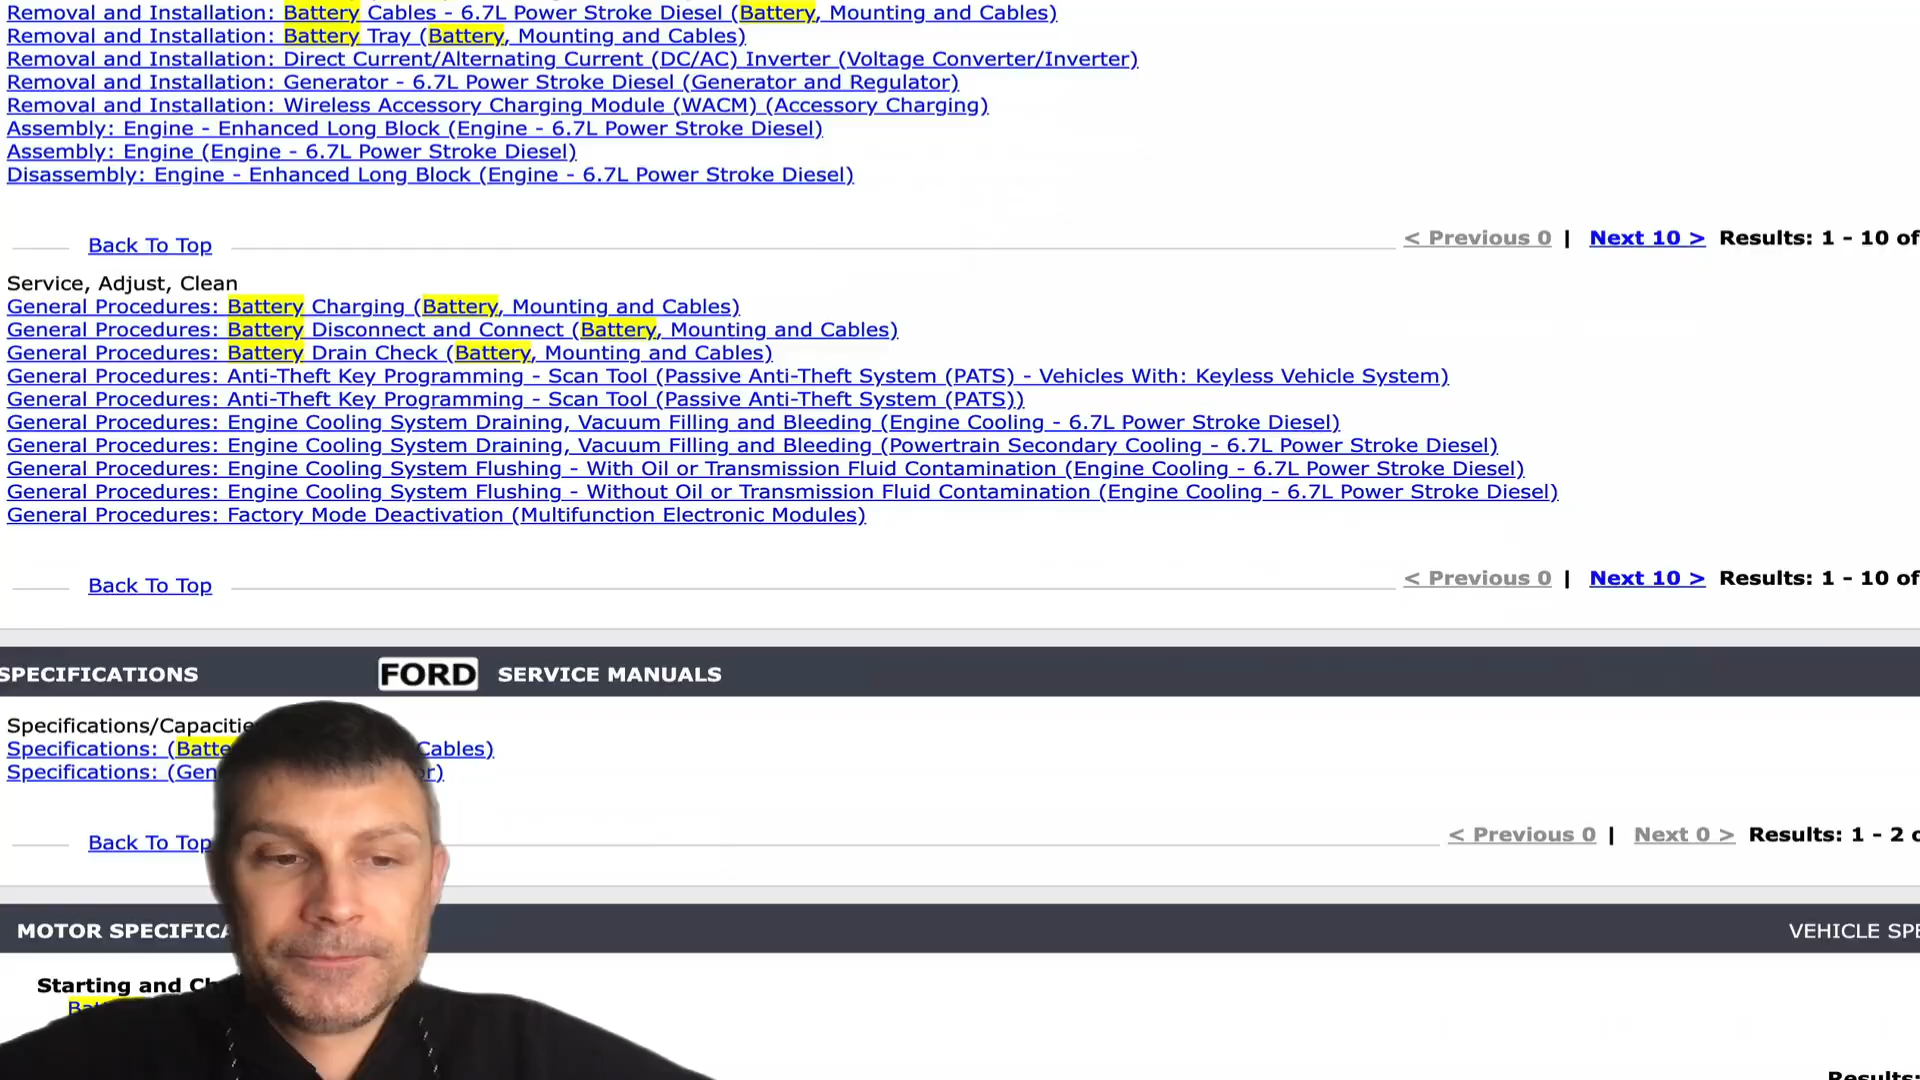 Removal and Installation: Battery Cables - 6.7L Power Stroke Diesel (Battery, Mounting and Cables)
Removal and Installation: Battery Tray (Battery, Mounting and Cables)
Removal and Installation: Direct Current/Alternating Current (DC/AC) Inverter (Voltage Converter/Inverter)
Removal and Installation: Generator - 6.7L Power Stroke Diesel (Generator and Regulator)
Removal and Installation: Wireless Accessory Charging Module (WACM) (Accessory Charging)
Assembly: Engine - Enhanced Long Block (Engine - 6.7L Power Stroke Diesel)
Assembly: Engine (Engine - 6.7L Power Stroke Diesel)
Disassembly: Engine - Enhanced Long Block (Engine - 6.7L Power Stroke Diesel)
Back To Top < Previous 0 | Next 10 > Results: 1 - 10 of
Service, Adjust, Clean
General Procedures: Battery Charging (Battery, Mounting and Cables)
General Procedures: Battery Disconnect and Connect (Battery, Mounting and Cables)
General Procedures: Battery Drain Check (Battery, Mounting and Cables)
General Procedures: Anti-Theft Key Programming - Scan Tool (Passive Anti-Theft System (PATS) - Vehicles With: Keyless Vehicle System)
General Procedures: Anti-Theft Key Programming - Scan Tool (Passive Anti-Theft System (PATS))
General Procedures: Engine Cooling System Draining, Vacuum Filling and Bleeding (Engine Cooling - 6.7L Power Stroke Diesel)
General Procedures: Engine Cooling System Draining, Vacuum Filling and Bleeding (Powertrain Secondary Cooling - 6.7L Power Stroke Diesel)
General Procedures: Engine Cooling System Flushing - With Oil or Transmission Fluid Contamination (Engine Cooling - 6.7L Power Stroke Diesel)
General Procedures: Engine Cooling System Flushing - Without Oil or Transmission Fluid Contamination (Engine Cooling - 6.7L Power Stroke Diesel)
General Procedures: Factory Mode Deactivation (Multifunction Electronic Modules)
Back To Top < Previous 0 | Next 10 > Results: 1 - 10 of
SPECIFICATIONS FORD SERVICE MANUALS
Specifications/Capacitie
Specifications: (Batte Cables)
Specifications: (Gen r)
Back To Top < Previous 0 | Next 0 > Results: 1 - 2
MOTOR SPECIFICA VEHICLE SPE
Starting and Ch
Results: